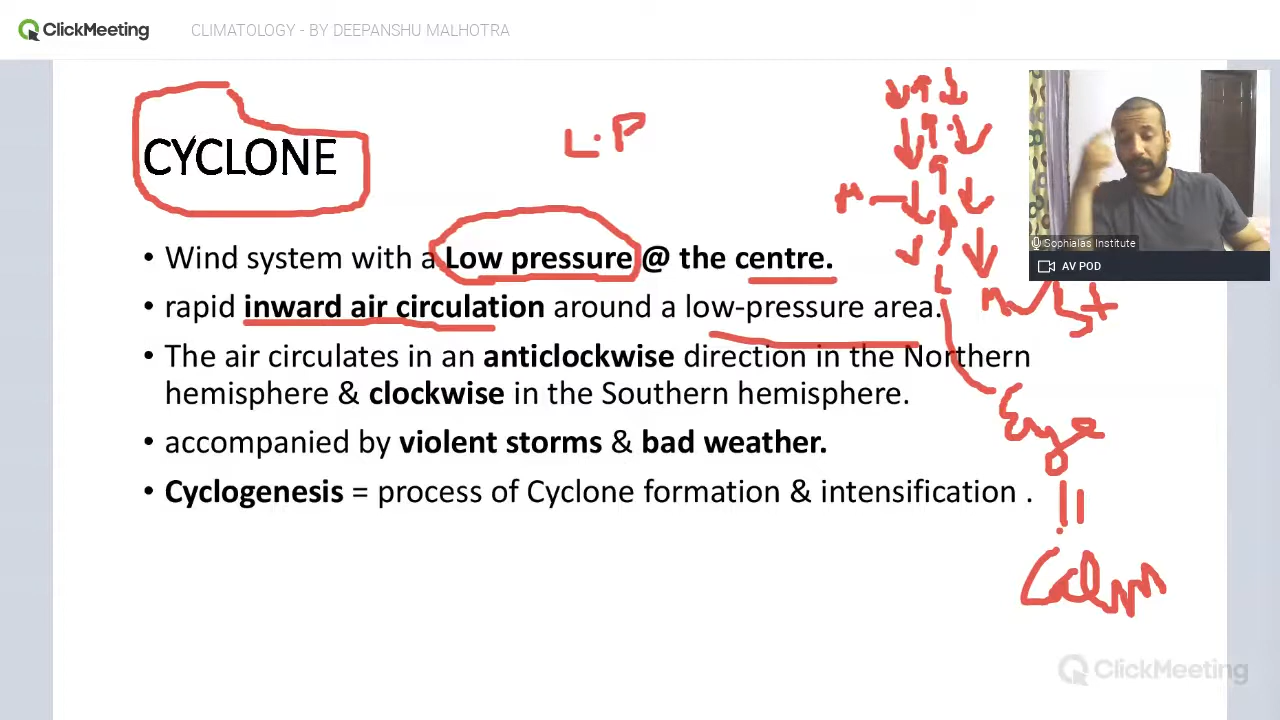 ClickMeeting CLIMATOLOGY - BY DEEPANSHU MALHOTRA
CYCLONE
L.P
• Wind system with a Low pressure @ the centre.
• rapid inward air circulation around a low-pressure area.
• The air circulates in an anticlockwise direction in the Northern
hemisphere & clockwise in the Southern hemisphere.
• accompanied by violent storms & bad weather.
• Cyclogenesis = process of Cyclone formation & intensification .
H
L
Sophialas Institute
AV POD
Eye
Calm
ClickMeeting